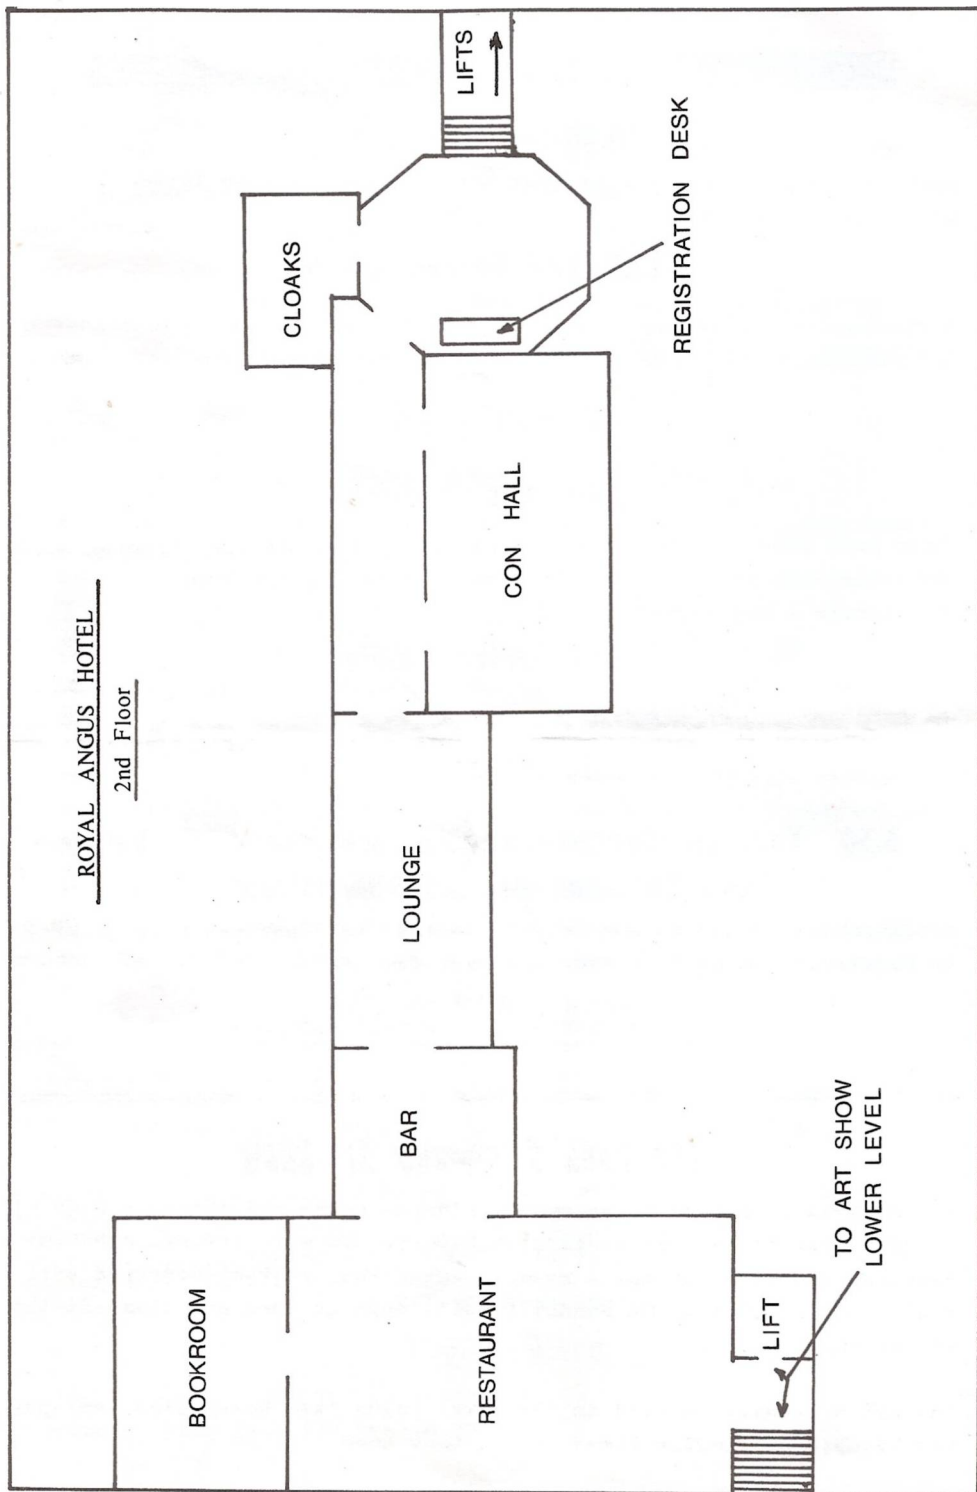 ROYAL ANGUS HOTEL
2nd Floor
BOOKROOM
RESTAURANT
BAR
LOUNGE
CON HALL
CLOAKS
LIFTS
REGISTRATION DESK
LIFT
TO ART SHOW
LOWER LEVEL